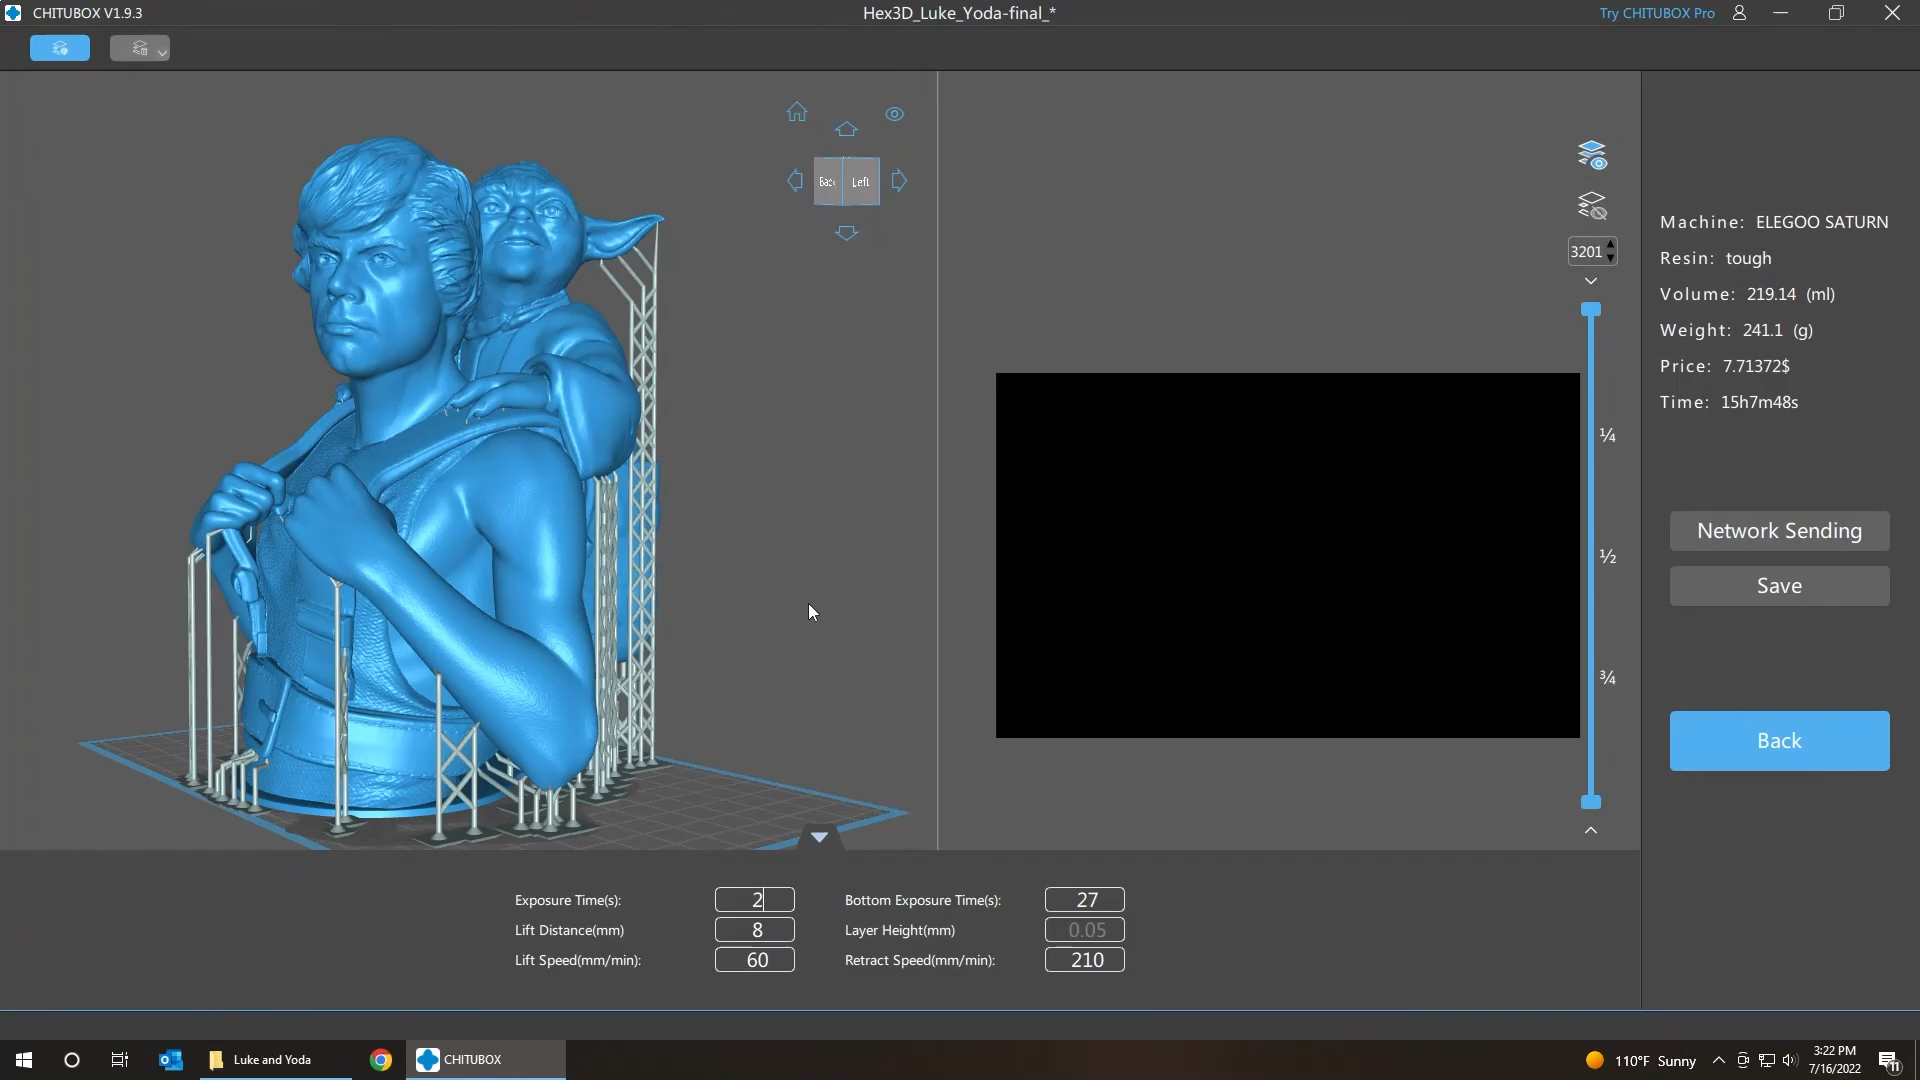 CHITUBOX V1.9.3
Hex3D_Luke_Yoda-final_*
Try CHITUBOX Pro
Back
Left
3201
¼
½
¾
Machine: ELEGOO SATURN
Resin: tough
Volume: 219.14 (ml)
Weight: 241.1 (g)
Price: 7.71372$
Time: 15h7m48s
Network Sending
Save
Back
Exposure Time(s): 2
Bottom Exposure Time(s): 27
Lift Distance(mm) 8
Layer Height(mm) 0.05
Lift Speed(mm/min): 60
Retract Speed(mm/min): 210
Luke and Yoda
CHITUBOX
110°F Sunny
3:22 PM
7/16/2022
11